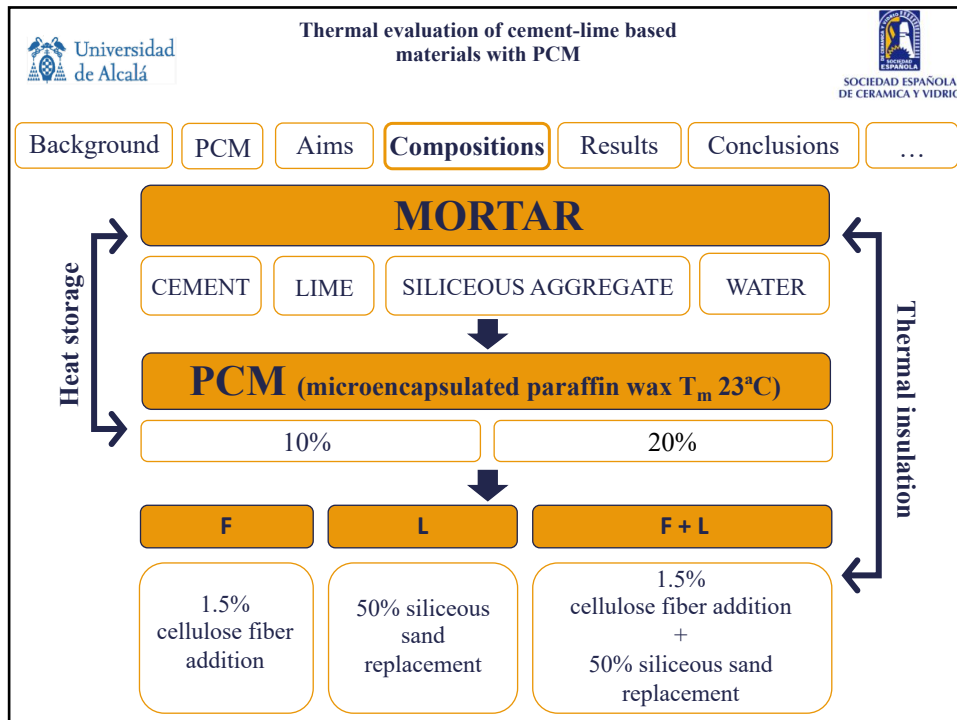 Thermal evaluation of cement-lime based
materials with PCM
Universidad
de Alcalá
SOCIEDAD ESPAÑOLA
DE CERAMICA Y VIDRIO
Background
PCM
Aims
Compositions
Results
Conclusions
…
MORTAR
CEMENT
LIME
SILICEOUS AGGREGATE
WATER
Heat storage
PCM (microencapsulated paraffin wax Tm 23ªC)
10%
20%
Thermal insulation
F
L
F + L
1.5%
cellulose fiber
addition
50% siliceous
sand
replacement
1.5%
cellulose fiber addition
+
50% siliceous sand
replacement